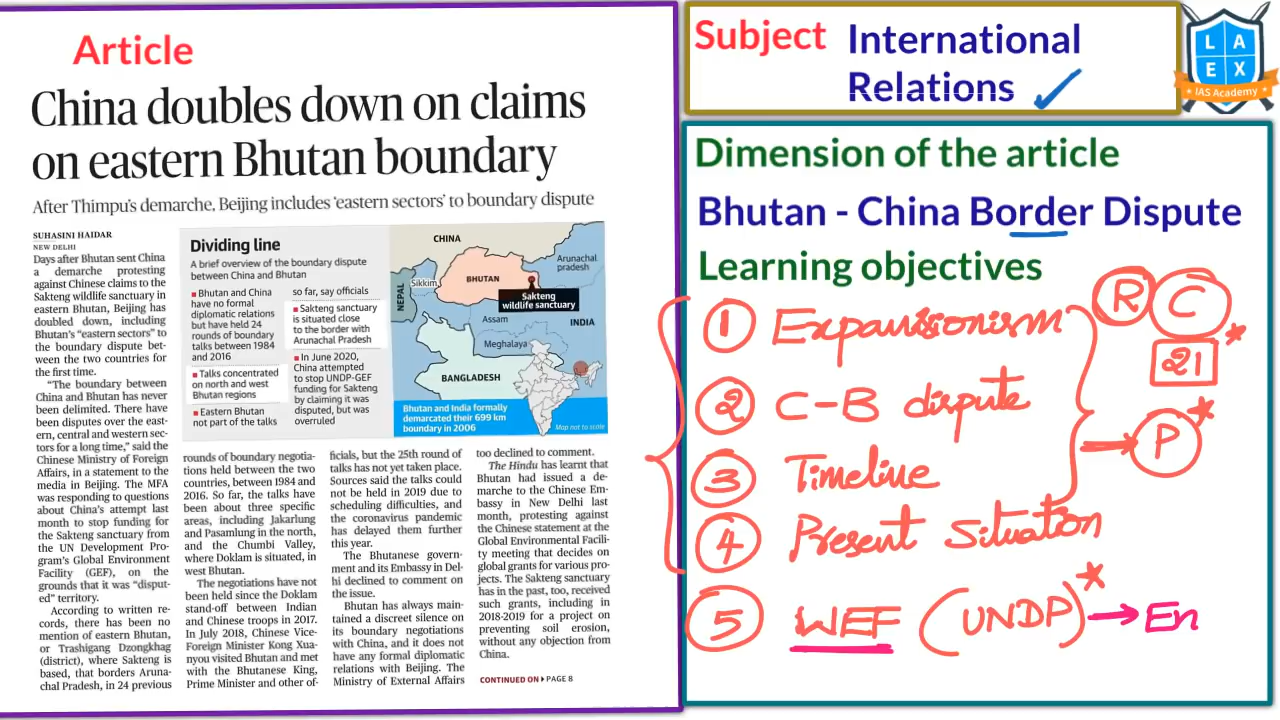 Article
China doubles down on claims
on eastern Bhutan boundary
After Thimpu's demarche, Beijing includes 'eastern sectors' to boundary dispute
SUHASINI HAIDAR
NEW DELHI
Days after Bhutan sent China
a demarche protesting
against Chinese claims to the
Sakteng wildlife sanctuary in
eastern Bhutan, Beijing has
doubled down, including
Bhutan's "eastern sectors" to
the boundary dispute bet-
ween the two countries for
the first time.
"The boundary between
China and Bhutan has never
been delimited. There have
been disputes over the east-
ern, central and western sec-
tors for a long time," said the
Chinese Ministry of Foreign
Affairs, in a statement to the
media in Beijing. The MFA
was responding to questions
about China's attempt last
month to stop funding for
the Sakteng sanctuary from
the UN Development Pro-
gram's Global Environment
Facility (GEF), on the
grounds that it was "disput-
ed" territory.
According to written re-
cords, there has been no
mention of eastern Bhutan,
or Trashigang Dzongkhag
(district), where Sakteng is
based, that borders Aruna-
chal Pradesh, in 24 previous
Dividing line
A brief overview of the boundary dispute
between China and Bhutan
Bhutan and China
have no formal
diplomatic relations
but have held 24
rounds of boundary
talks between 1984
and 2016
Talks concentrated
on north and west
Bhutan regions
Eastern Bhutan
not part of the talks
so far, say officials
Sakteng sanctuary
is situated close
to the border with
Arunachal Pradesh
In June 2020,
China attempted
to stop UNDP-GEF
funding for Sakteng
by claiming it was
disputed, but was
overruled
CHINA
Arunachal
pradesh
BHUTAN
Sikkim
NEPAL
Sakteng
wildlife sanctuary
Assam
INDIA
Meghalaya
BANGLADESH
Bhutan and India formally
demarcated their 699 km
boundary in 2006
Map not to scale
rounds of boundary negotia-
tions held between the two
countries, between 1984 and
2016. So far, the talks have
been about three specific
areas, including Jakarlung
and Pasamlung in the north,
and the Chumbi Valley,
where Doklam is situated, in
west Bhutan.
The negotiations have not
been held since the Doklam
stand-off between Indian
and Chinese troops in 2017.
In July 2018, Chinese Vice-
Foreign Minister Kong Xua-
nyou visited Bhutan and met
with the Bhutanese King,
Prime Minister and other of-
ficials, but the 25th round of
talks has not yet taken place.
Sources said the talks could
not be held in 2019 due to
scheduling difficulties, and
the coronavirus pandemic
has delayed them further
this year.
The Bhutanese govern-
ment and its Embassy in Del-
hi declined to comment on
the issue.
Bhutan has always main-
tained a discreet silence on
its boundary negotiations
with China, and it does not
have any formal diplomatic
relations with Beijing. The
Ministry of External Affairs
too declined to comment.
The Hindu has learnt that
Bhutan had issued a de-
marche to the Chinese Em-
bassy in New Delhi last
month, protesting against
the Chinese statement at the
Global Environmental Facili-
ty meeting that decides on
global grants for various pro-
jects. The Sakteng sanctuary
has in the past, too, received
such grants, including in
2018-2019 for a project on
preventing soil erosion,
without any objection from
China.
CONTINUED ON PAGE 8
Subject International
Relations
L A
E X
IAS Academy
Dimension of the article
Bhutan - China Border Dispute
Learning objectives
1 Expansionism
2 C-B dispute
3 Timeline
4 Present Situation
5 WEF (UNDP)* → En
R C
21 *
P *